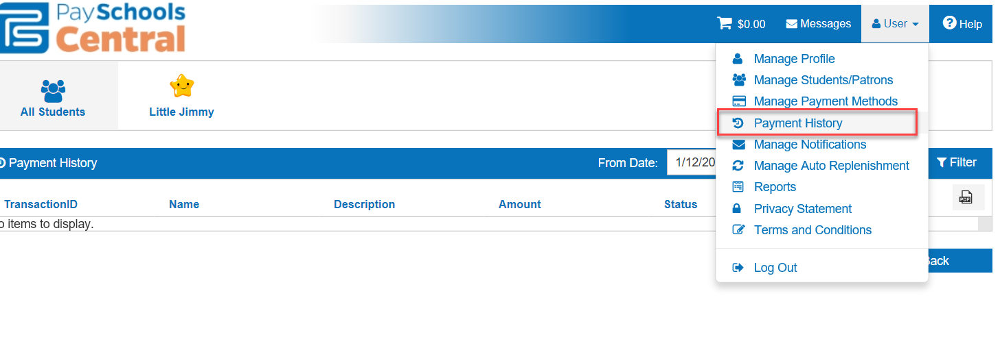 PaySchools
Central
$0.00
Messages
User
Help
Manage Profile
Manage Students/Patrons
Manage Payment Methods
Payment History
Manage Notifications
Manage Auto Replenishment
Reports
Privacy Statement
Terms and Conditions
Log Out
All Students
Little Jimmy
Payment History
From Date:
1/12/20
Filter
TransactionID
Name
Description
Amount
Status
PDF
o items to display.
Back